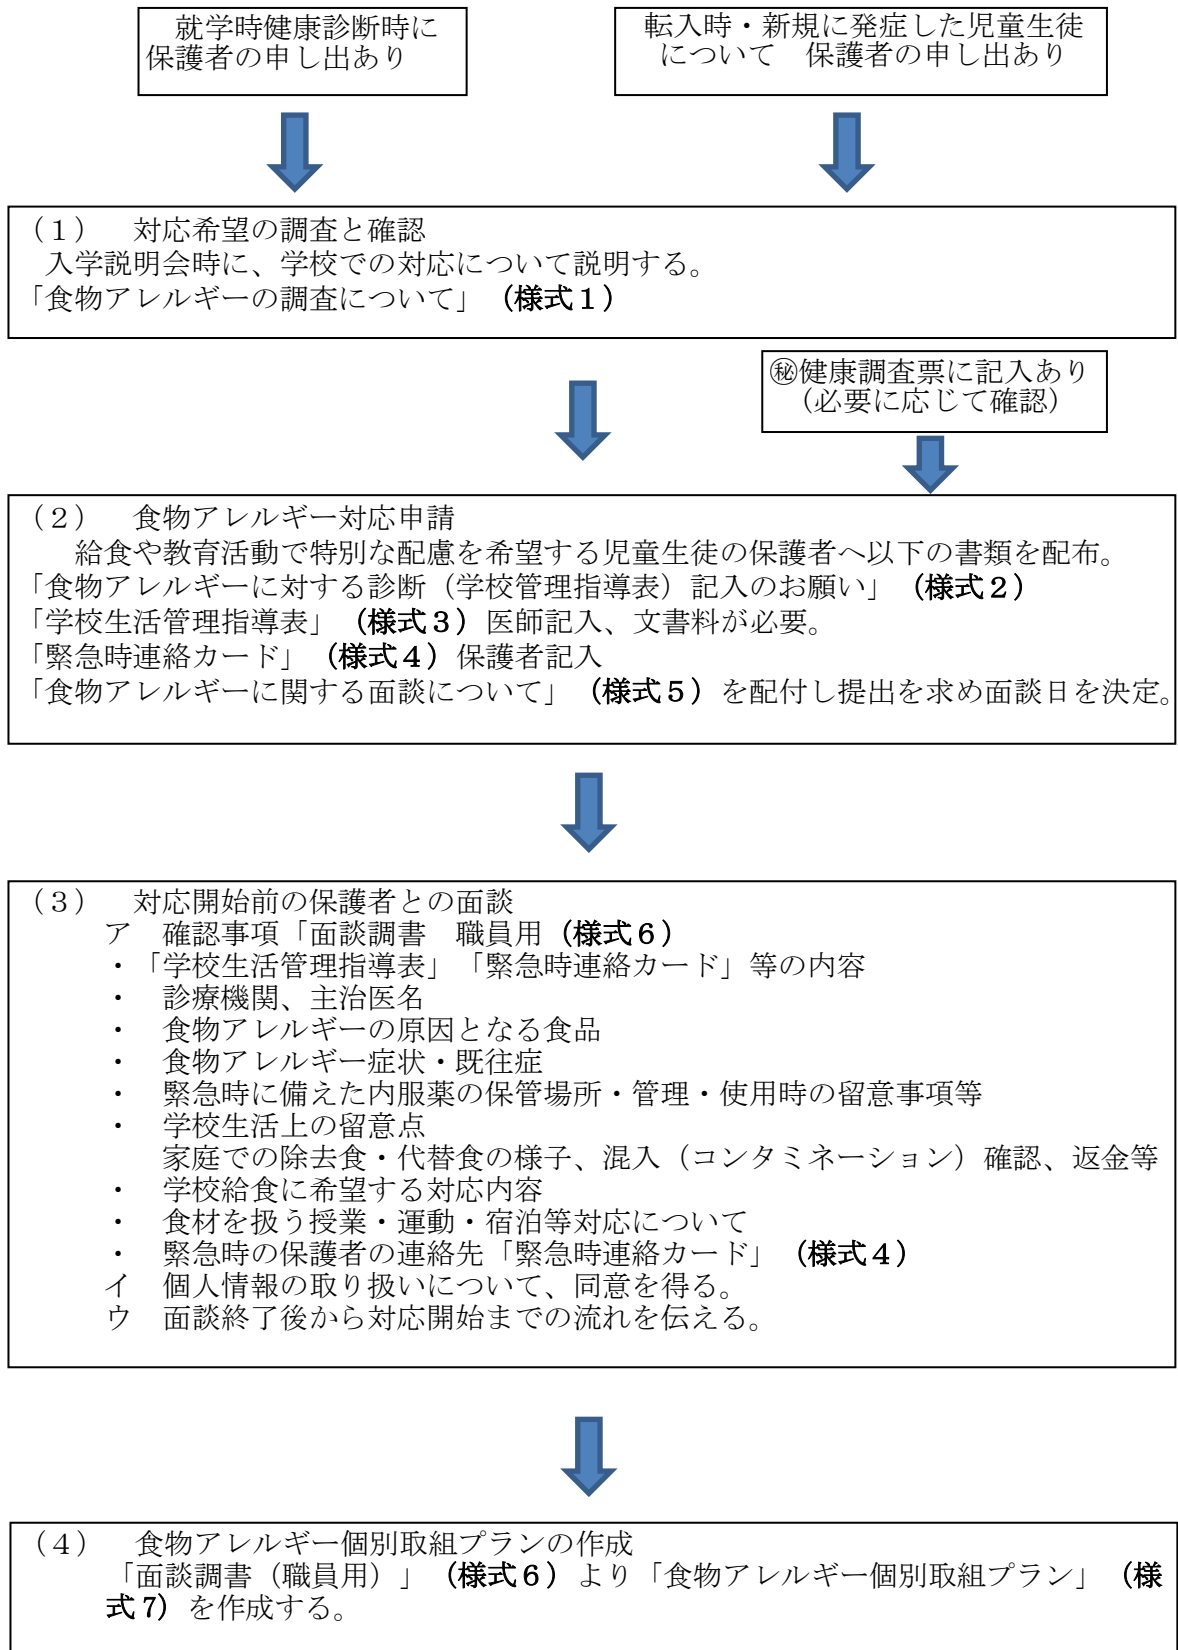 就学時健康診断時に
保護者の申し出あり
転入時・新規に発症した児童生徒
について　保護者の申し出あり
（１）　対応希望の調査と確認
入学説明会時に、学校での対応について説明する。
「食物アレルギーの調査について」（様式１）
㊙健康調査票に記入あり
（必要に応じて確認）
（２）　食物アレルギー対応申請
給食や教育活動で特別な配慮を希望する児童生徒の保護者へ以下の書類を配布。
「食物アレルギーに対する診断（学校管理指導表）記入のお願い」（様式２）
「学校生活管理指導表」（様式３）医師記入、文書料が必要。
「緊急時連絡カード」（様式４）保護者記入
「食物アレルギーに関する面談について」（様式５）を配付し提出を求め面談日を決定。
（３）　対応開始前の保護者との面談
ア　確認事項「面談調書　職員用（様式６）
・「学校生活管理指導表」「緊急時連絡カード」等の内容
・　診療機関、主治医名
・　食物アレルギーの原因となる食品
・　食物アレルギー症状・既往症
・　緊急時に備えた内服薬の保管場所・管理・使用時の留意事項等
・　学校生活上の留意点
家庭での除去食・代替食の様子、混入（コンタミネーション）確認、返金等
・　学校給食に希望する対応内容
・　食材を扱う授業・運動・宿泊等対応について
・　緊急時の保護者の連絡先「緊急時連絡カード」（様式４）
イ　個人情報の取り扱いについて、同意を得る。
ウ　面談終了後から対応開始までの流れを伝える。
（４）　食物アレルギー個別取組プランの作成
「面談調書（職員用）」（様式６）より「食物アレルギー個別取組プラン」（様
式７）を作成する。